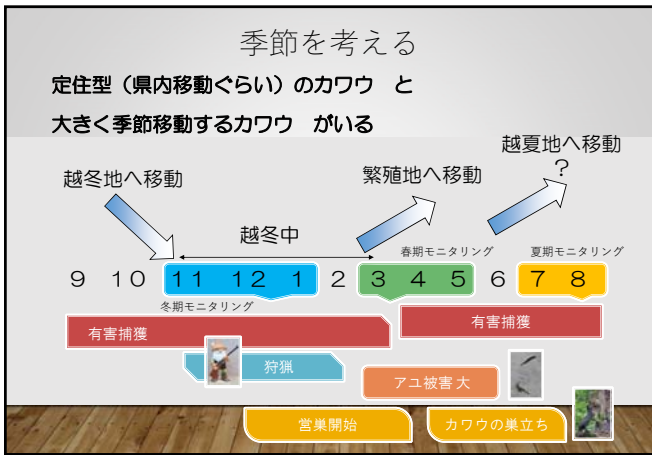 季節を考える
定住型（県内移動ぐらい）のカワウ　と
大きく季節移動するカワウ　がいる
越夏地へ移動
？
越冬地へ移動
繁殖地へ移動
越冬中
春期モニタリング
夏期モニタリング
9 10 11 12 1 2 3 4 5 6 7 8
冬期モニタリング
有害捕獲
有害捕獲
狩猟
アユ被害 大
営巣開始
カワウの巣立ち